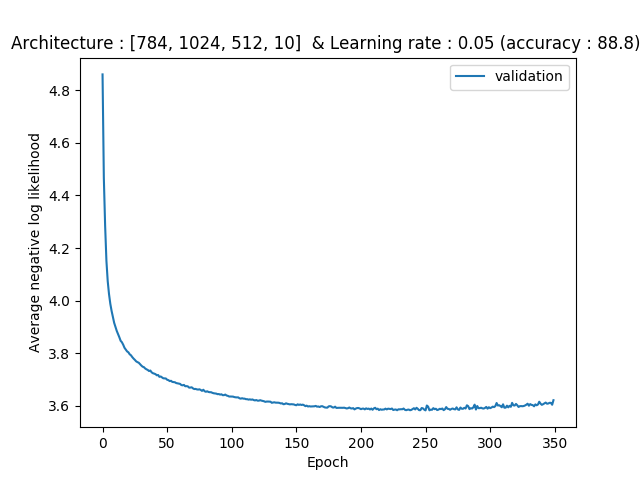 Architecture : [784, 1024, 512, 10]  & Learning rate : 0.05 (accuracy : 88.8)
validation
Average negative log likelihood
4.8
4.6
4.4
4.2
4.0
3.8
3.6
0 50 100 150 200 250 300 350
Epoch